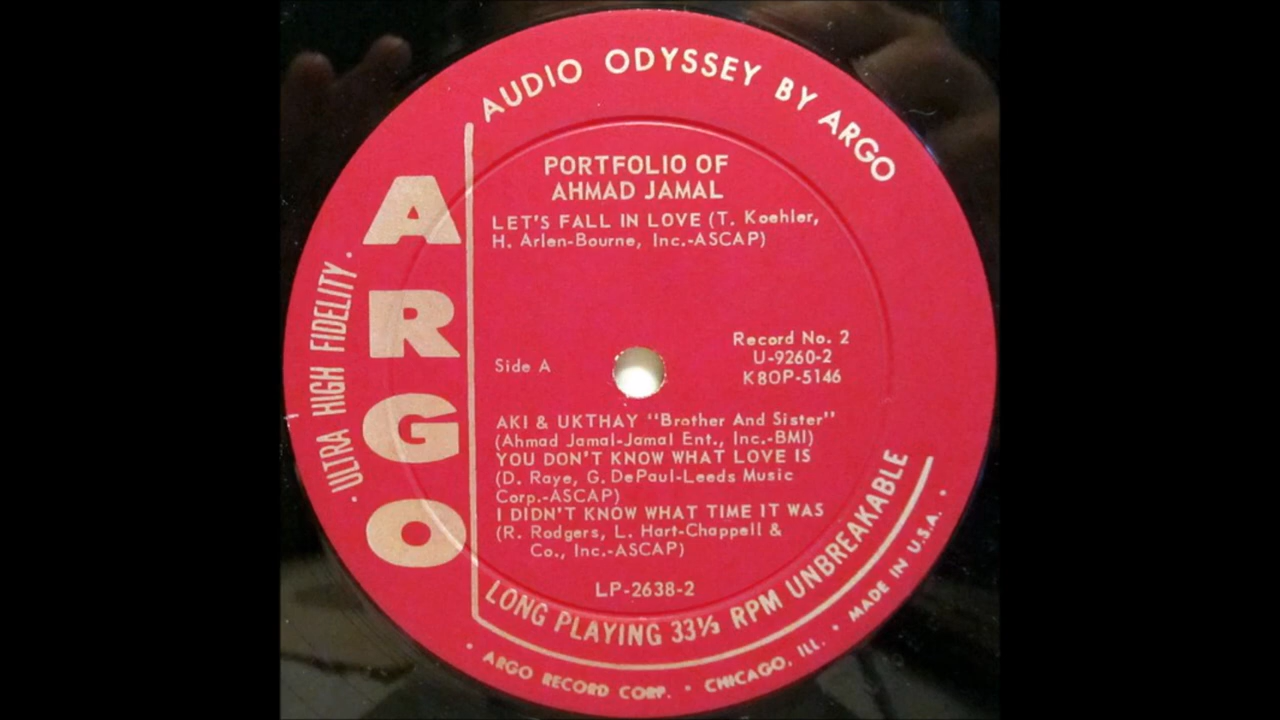 AUDIO ODYSSEY BY ARGO
ARGO
· ULTRA HIGH FIDELITY ·
PORTFOLIO OF
AHMAD JAMAL
LET'S FALL IN LOVE (T. Koehler,
H. Arlen-Bourne, Inc.-ASCAP)
Record No. 2
U-9260-2
K8OP-5146
Side A
AKI & UKTHAY "Brother And Sister"
(Ahmad Jamal-Jamal Ent., Inc.-BMI)
YOU DON'T KNOW WHAT LOVE IS
(D. Raye, G. DePaul-Leeds Music
Corp.-ASCAP)
I DIDN'T KNOW WHAT TIME IT WAS
(R. Rodgers, L. Hart-Chappell &
Co., Inc.-ASCAP)
LP-2638-2
LONG PLAYING 33⅓ RPM UNBREAKABLE
· ARGO RECORD CORP. · CHICAGO, ILL. · MADE IN U.S.A. ·